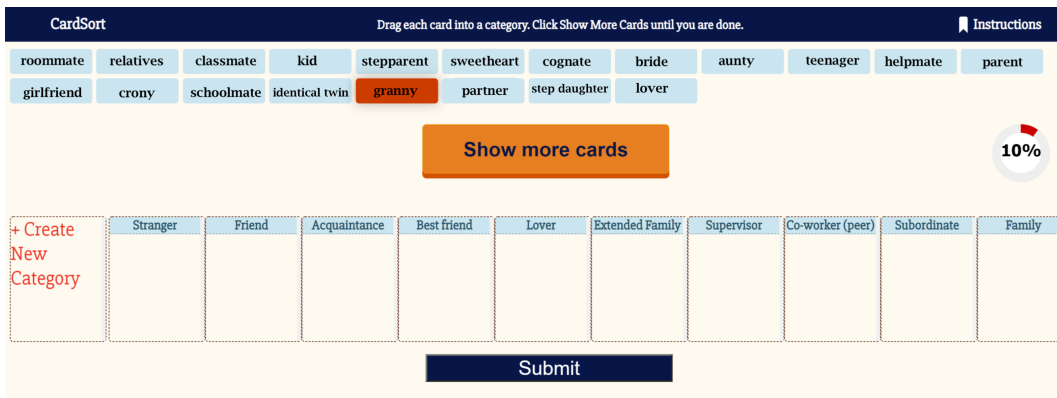 CardSort Drag each card into a category. Click Show More Cards until you are done. Instructions
roommate relatives classmate kid stepparent sweetheart cognate bride aunty teenager helpmate parent
girlfriend crony schoolmate identical twin granny partner step daughter lover
Show more cards
10%
+ Create
New
Category
Stranger Friend Acquaintance Best friend Lover Extended Family Supervisor Co-worker (peer) Subordinate Family
Submit